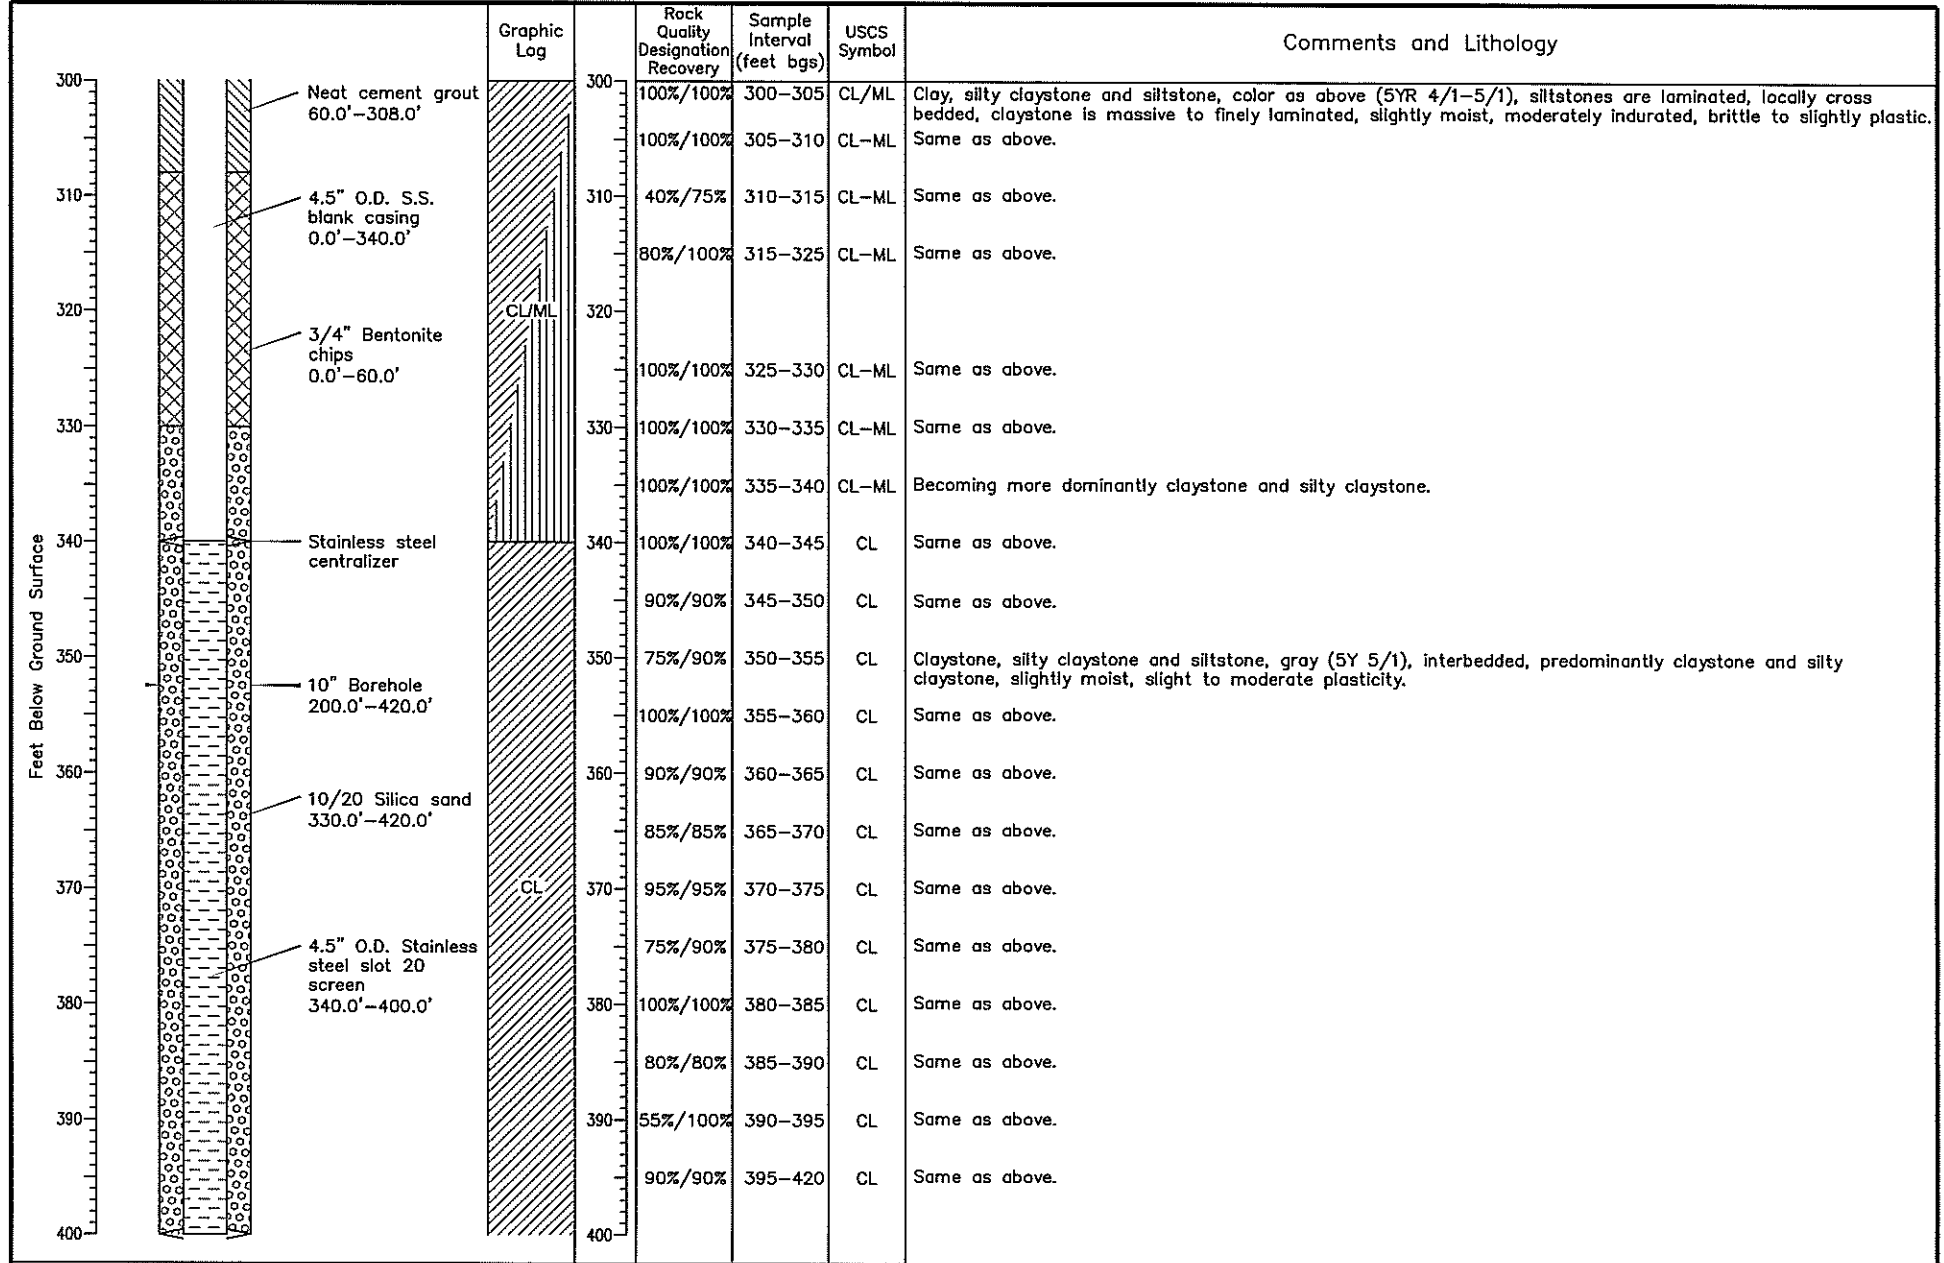 Graphic
Log
Rock
Quality
Designation
Recovery
Sample
Interval
(feet bgs)
USCS
Symbol
Comments and Lithology
Feet Below Ground Surface
300
310
320
330
340
350
360
370
380
390
400
Neat cement grout
60.0'-308.0'
4.5" O.D. S.S.
blank casing
0.0'-340.0'
3/4" Bentonite
chips
0.0'-60.0'
Stainless steel
centralizer
10" Borehole
200.0'-420.0'
10/20 Silica sand
330.0'-420.0'
4.5" O.D. Stainless
steel slot 20
screen
340.0'-400.0'
CL/ML
CL
300
310
320
330
340
350
360
370
380
390
400
100%/100% 300-305 CL/ML Clay, silty claystone and siltstone, color as above (5YR 4/1-5/1), siltstones are laminated, locally cross
bedded, claystone is massive to finely laminated, slightly moist, moderately indurated, brittle to slightly plastic.
100%/100% 305-310 CL-ML Same as above.
40%/75% 310-315 CL-ML Same as above.
80%/100% 315-325 CL-ML Same as above.
100%/100% 325-330 CL-ML Same as above.
100%/100% 330-335 CL-ML Same as above.
100%/100% 335-340 CL-ML Becoming more dominantly claystone and silty claystone.
100%/100% 340-345 CL Same as above.
90%/90% 345-350 CL Same as above.
75%/90% 350-355 CL Claystone, silty claystone and siltstone, gray (5Y 5/1), interbedded, predominantly claystone and silty
claystone, slightly moist, slight to moderate plasticity.
100%/100% 355-360 CL Same as above.
90%/90% 360-365 CL Same as above.
85%/85% 365-370 CL Same as above.
95%/95% 370-375 CL Same as above.
75%/90% 375-380 CL Same as above.
100%/100% 380-385 CL Same as above.
80%/80% 385-390 CL Same as above.
55%/100% 390-395 CL Same as above.
90%/90% 395-420 CL Same as above.